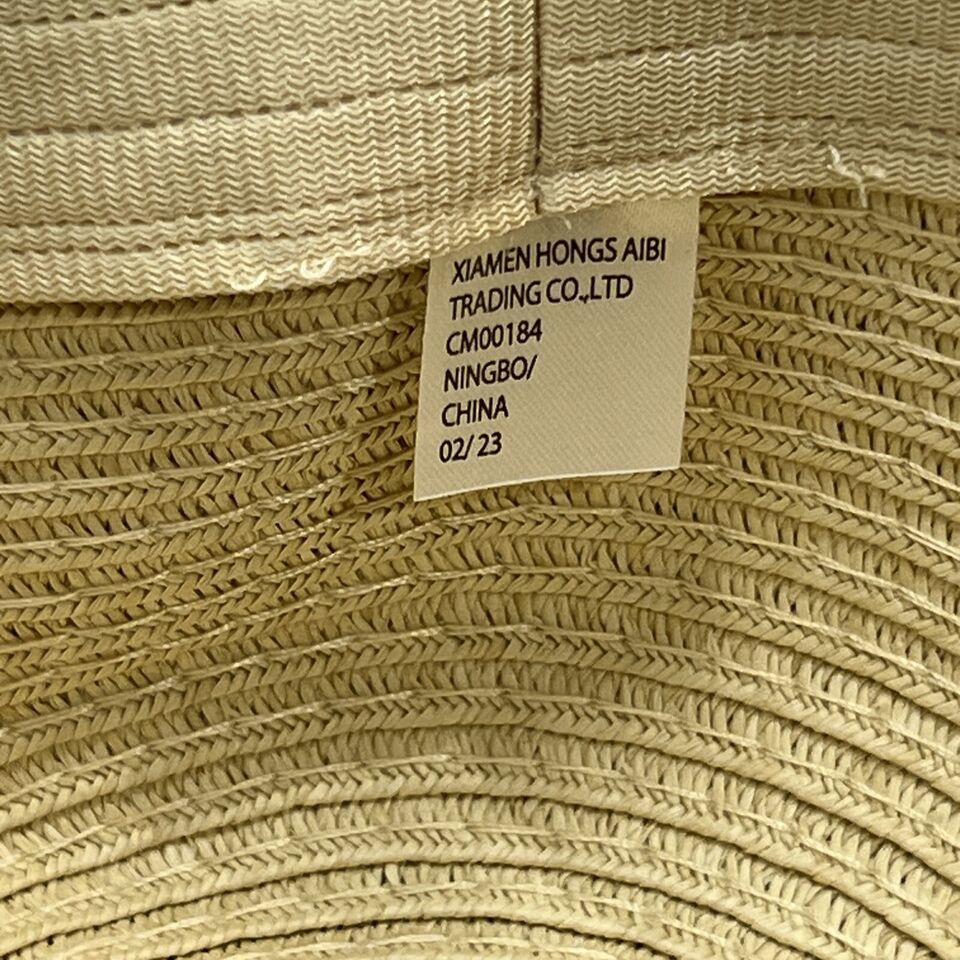 XIAMEN HONGS AIBI
TRADING CO.,LTD
CM00184
NINGBO/
CHINA
02/ 23